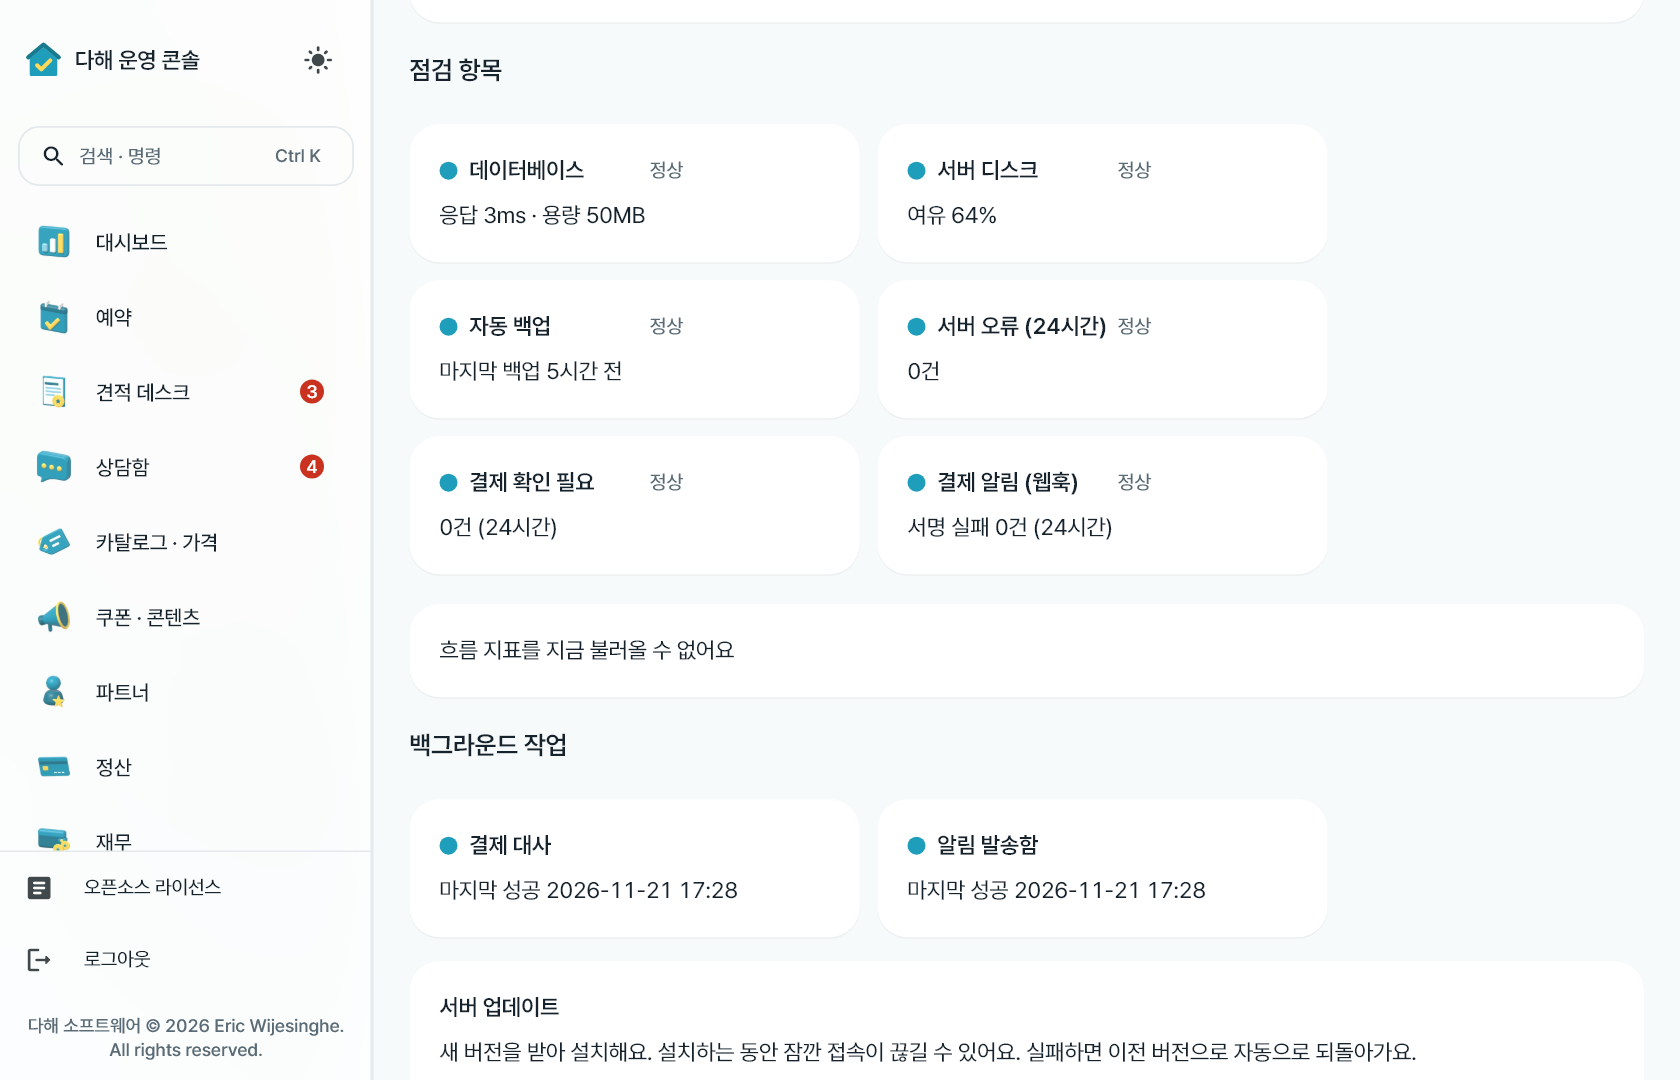 다해 운영 콘솔
검색 · 명령 Ctrl K
대시보드
예약
견적 데스크 3
상담함 4
카탈로그 · 가격
쿠폰 · 콘텐츠
파트너
정산
재무
오픈소스 라이선스
로그아웃
다해 소프트웨어 © 2026 Eric Wijesinghe.
All rights reserved.
점검 항목
데이터베이스 정상
응답 3ms · 용량 50MB
서버 디스크 정상
여유 64%
자동 백업 정상
마지막 백업 5시간 전
서버 오류 (24시간) 정상
0건
결제 확인 필요 정상
0건 (24시간)
결제 알림 (웹훅) 정상
서명 실패 0건 (24시간)
흐름 지표를 지금 불러올 수 없어요
백그라운드 작업
결제 대사
마지막 성공 2026-11-21 17:28
알림 발송함
마지막 성공 2026-11-21 17:28
서버 업데이트
새 버전을 받아 설치해요. 설치하는 동안 잠깐 접속이 끊길 수 있어요. 실패하면 이전 버전으로 자동으로 되돌아가요.